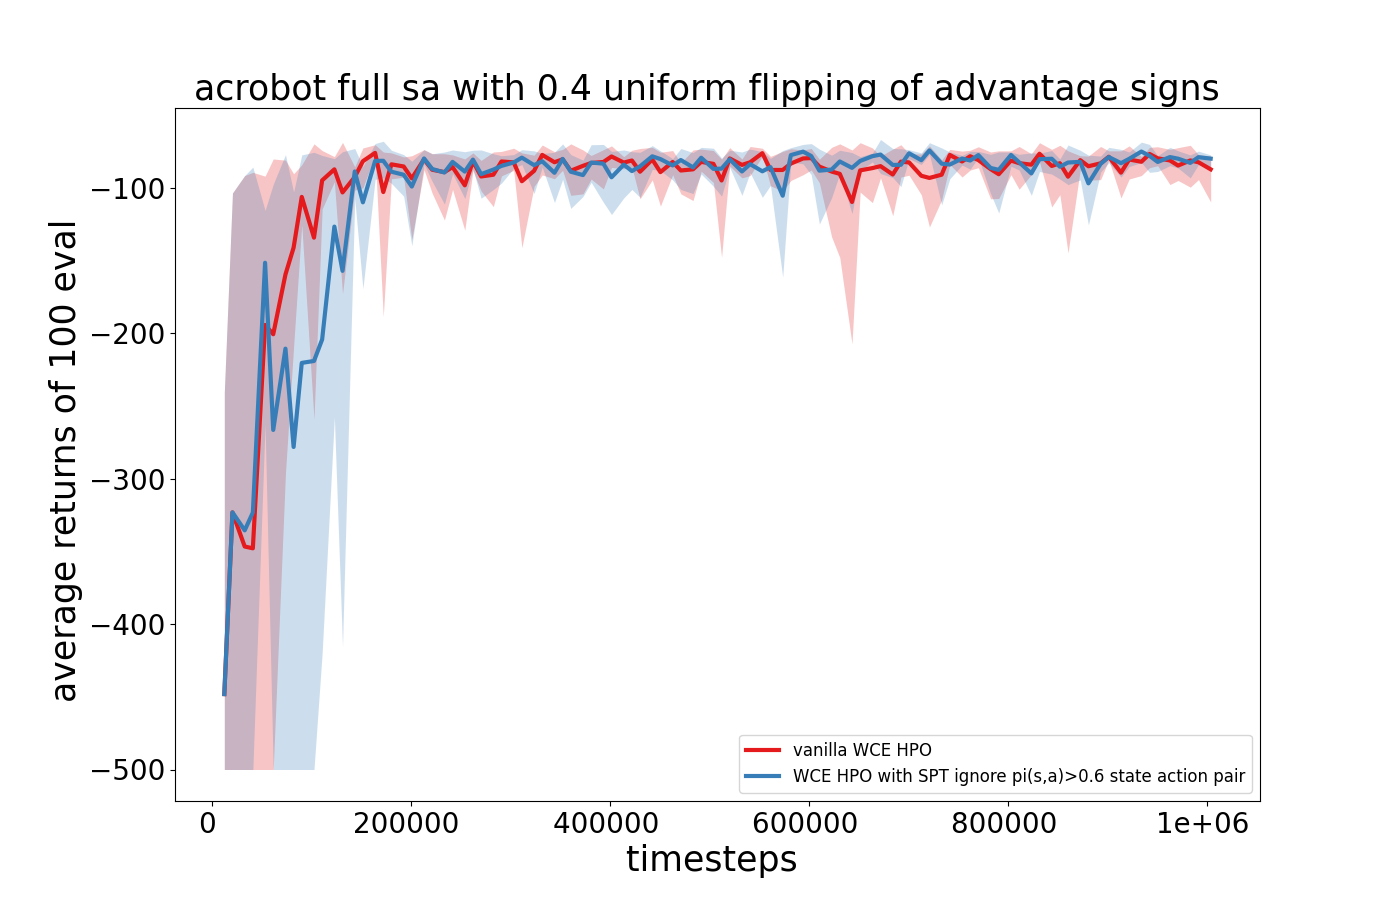 acrobot full sa with 0.4 uniform flipping of advantage signs
average returns of 100 eval
−100
−200
−300
−400
−500
vanilla WCE HPO
WCE HPO with SPT ignore pi(s,a)>0.6 state action pair
0 200000 400000 600000 800000 1e+06
timesteps